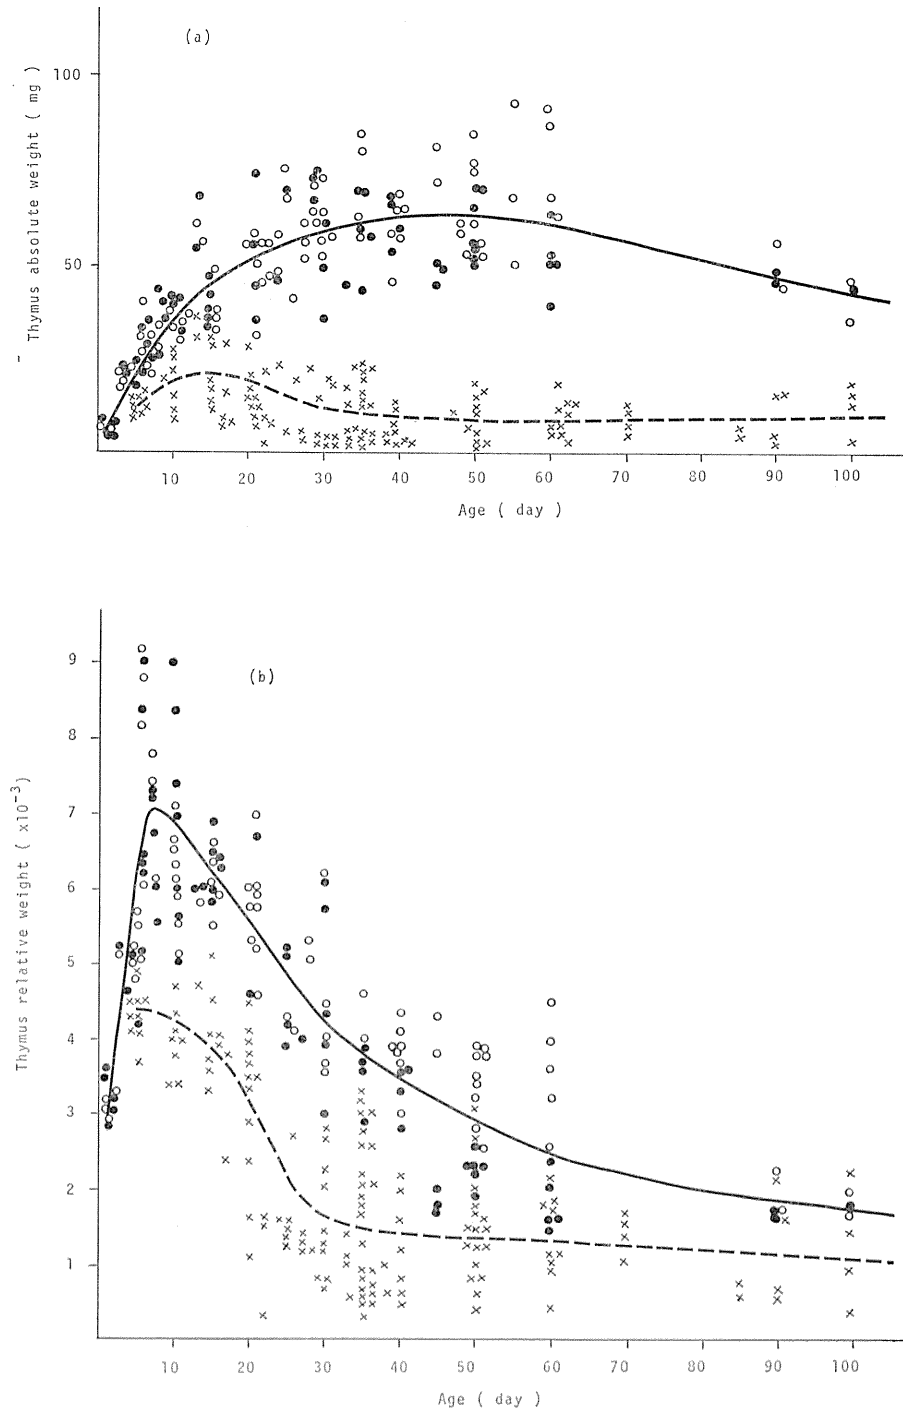 (a)
Thymus absolute weight ( mg )
100
50
10 20 30 40 50 60 70 80 90 100
Age ( day )
(b)
Thymus relative weight ( x10⁻³)
9
8
7
6
5
4
3
2
1
10 20 30 40 50 60 70 80 90 100
Age ( day )